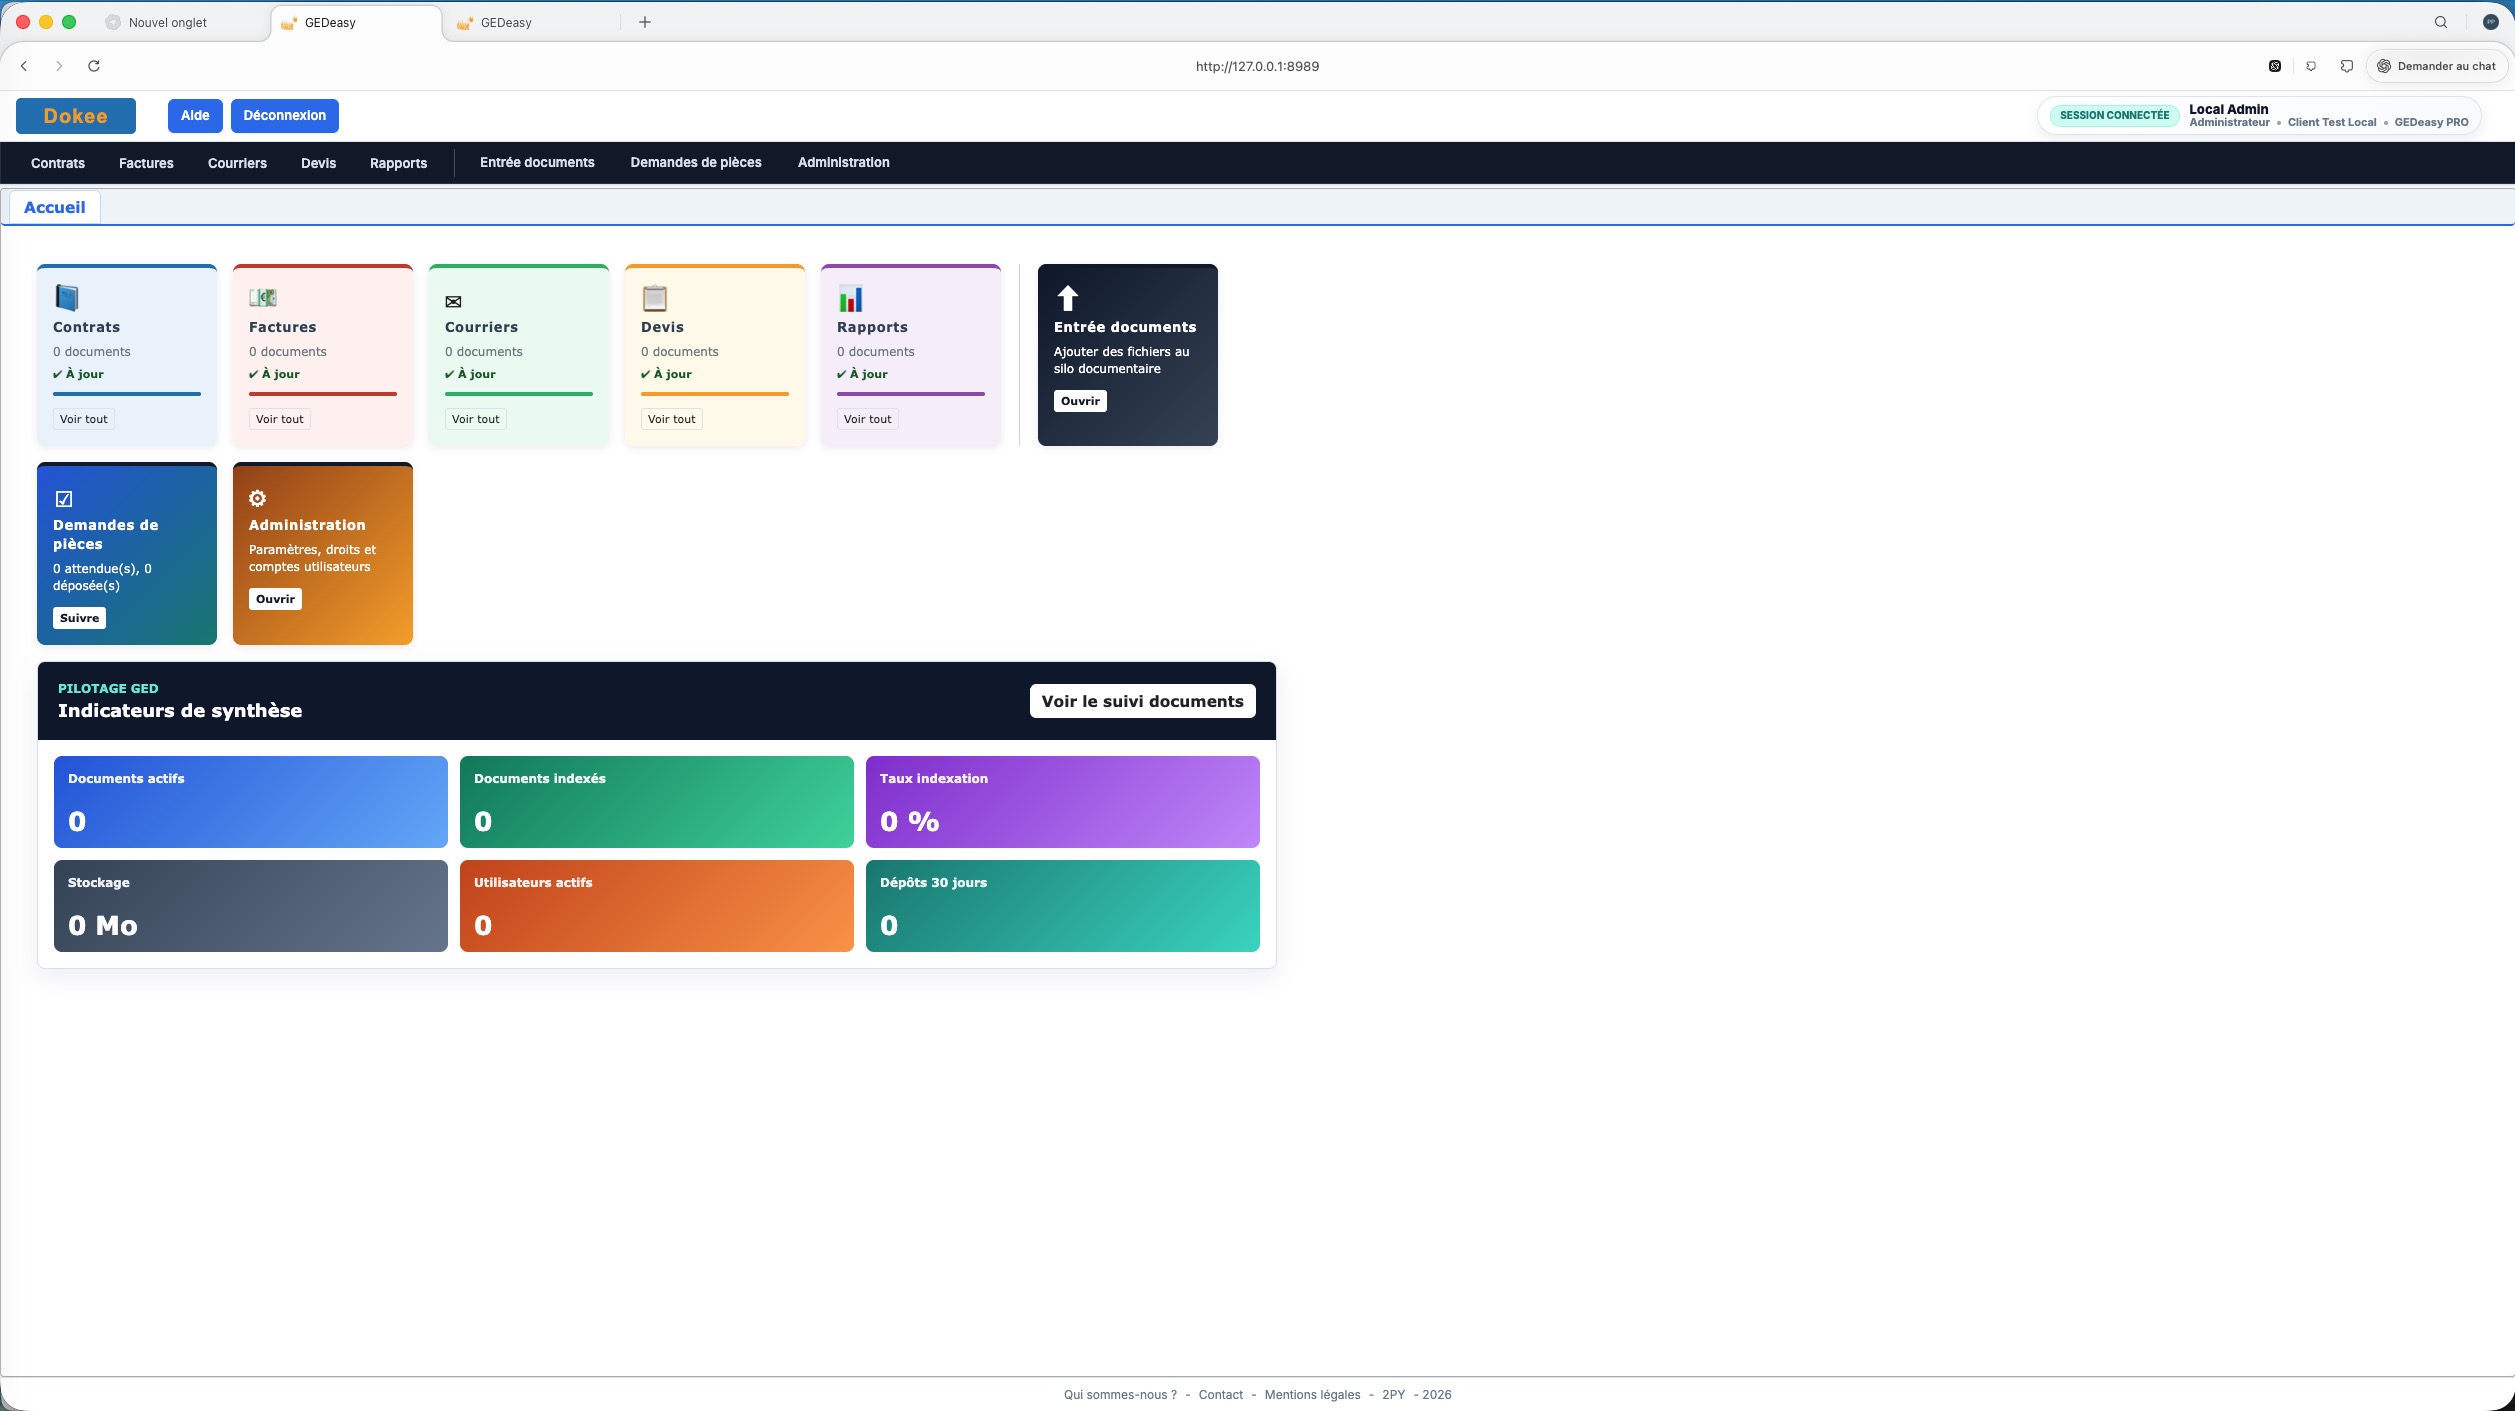 Nouvel onglet
GEDeasy
GEDeasy
http://127.0.0.1:8989
Demander au chat
Dokee
Aide
Déconnexion
SESSION CONNECTÉE
Local Admin
Administrateur • Client Test Local • GEDeasy PRO
Contrats
Factures
Courriers
Devis
Rapports
Entrée documents
Demandes de pièces
Administration
Accueil
Contrats
0 documents
✔ À jour
Voir tout
Factures
0 documents
✔ À jour
Voir tout
Courriers
0 documents
✔ À jour
Voir tout
Devis
0 documents
✔ À jour
Voir tout
Rapports
0 documents
✔ À jour
Voir tout
Entrée documents
Ajouter des fichiers au
silo documentaire
Ouvrir
Demandes de
pièces
0 attendue(s), 0
déposée(s)
Suivre
Administration
Paramètres, droits et
comptes utilisateurs
Ouvrir
PILOTAGE GED
Indicateurs de synthèse
Voir le suivi documents
Documents actifs
0
Documents indexés
0
Taux indexation
0 %
Stockage
0 Mo
Utilisateurs actifs
0
Dépôts 30 jours
0
Qui sommes-nous ? - Contact - Mentions légales - 2PY - 2026